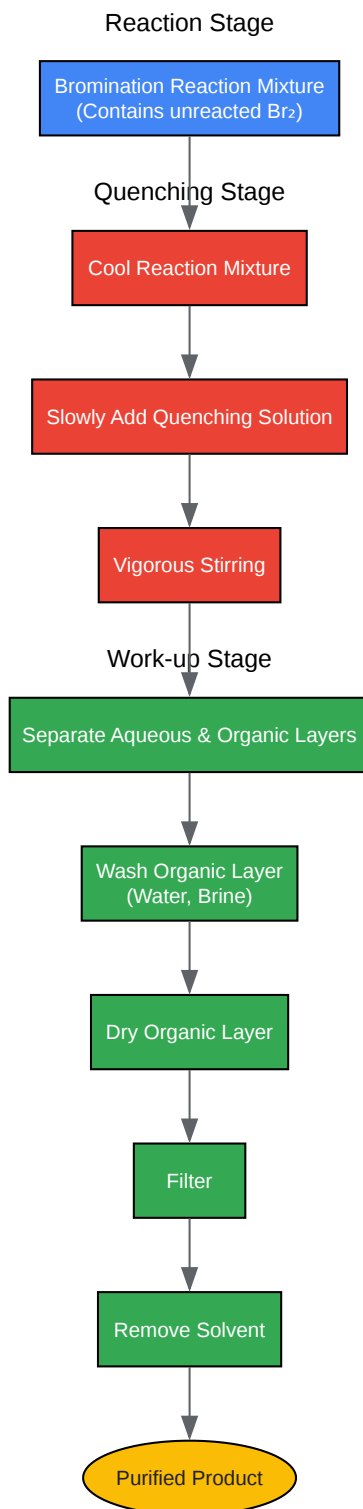 Reaction Stage
Bromination Reaction Mixture
(Contains unreacted Br₂)
Quenching Stage
Cool Reaction Mixture
Slowly Add Quenching Solution
Vigorous Stirring
Work-up Stage
Separate Aqueous & Organic Layers
Wash Organic Layer
(Water, Brine)
Dry Organic Layer
Filter
Remove Solvent
Purified Product